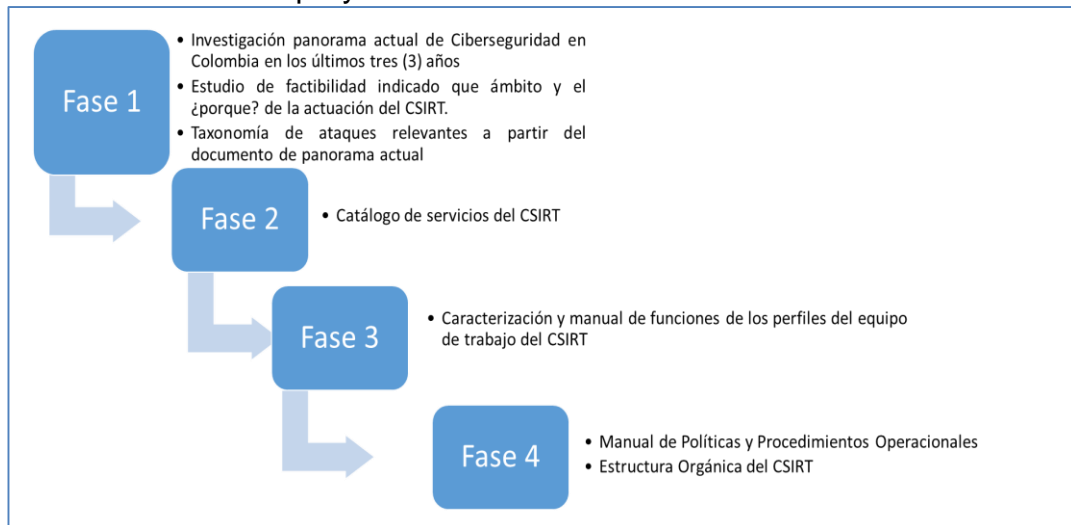 Fase 1
• Investigación panorama actual de Ciberseguridad en
Colombia en los últimos tres (3) años
• Estudio de factibilidad indicado que ámbito y el
¿porque? de la actuación del CSIRT.
• Taxonomía de ataques relevantes a partir del
documento de panorama actual
Fase 2
• Catálogo de servicios del CSIRT
Fase 3
• Caracterización y manual de funciones de los perfiles del equipo
de trabajo del CSIRT
Fase 4
• Manual de Políticas y Procedimientos Operacionales
• Estructura Orgánica del CSIRT